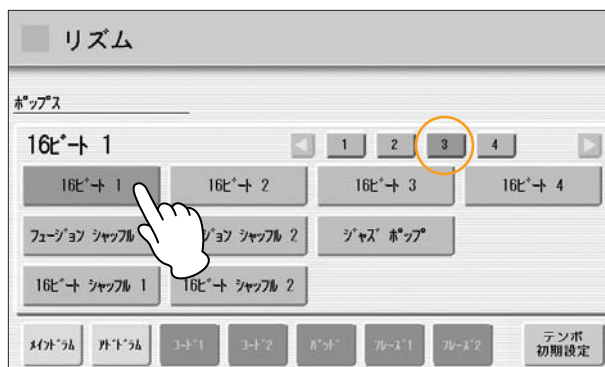 リズム
ポップス
16ビート 1
1 2 3 4
16ビート 1 16ビート 2 16ビート 3 16ビート 4
フュージョン シャッフル ジョン シャッフル 2 ジャズ ポップ
16ビート シャッフル 1 16ビート シャッフル 2
メインドラム アドドラム コード1 コード2 パッド フレーズ1 フレーズ2 テンポ
初期設定